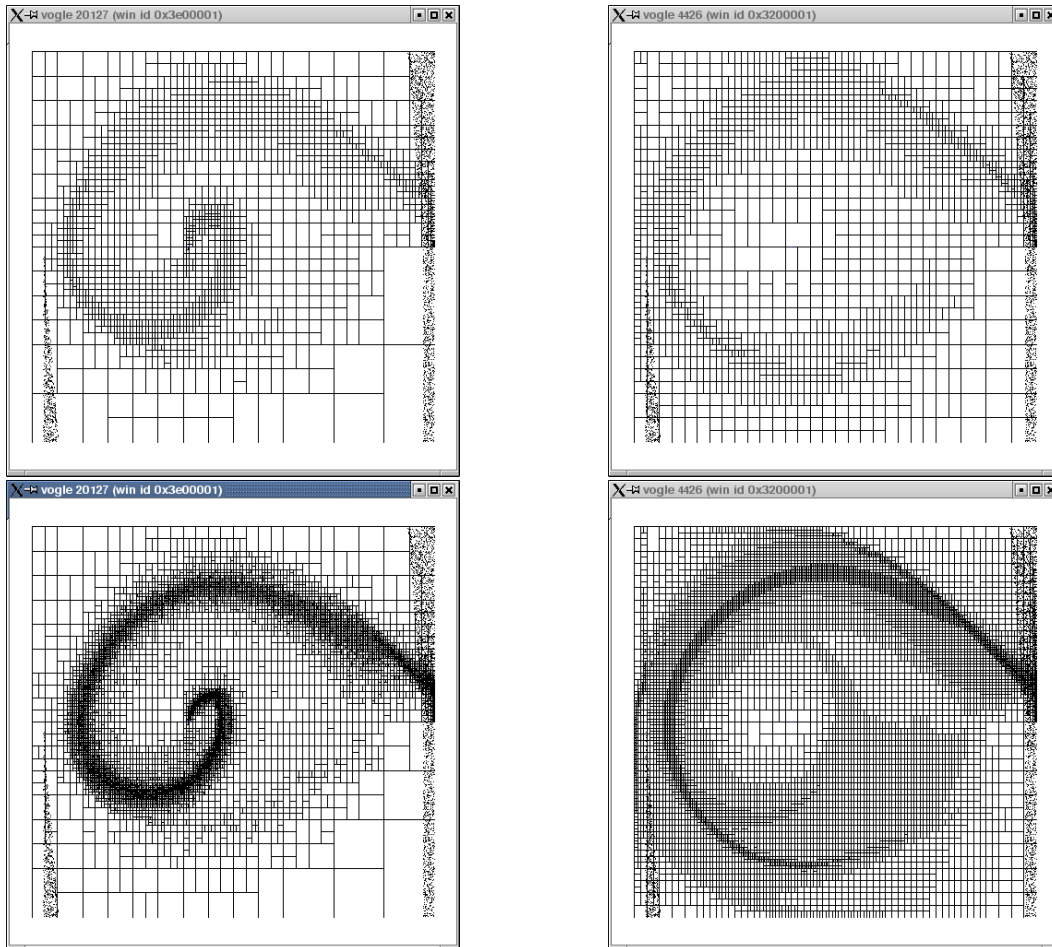 vogle 20127 (win id 0x3e00001)
vogle 4426 (win id 0x3200001)
vogle 20127 (win id 0x3e00001)
vogle 4426 (win id 0x3200001)